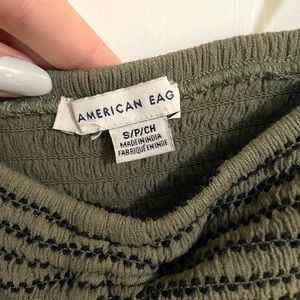 AMERICAN EAG
S/P/CH
MADE IN INDIA
FABRIQUÉ EN INDE